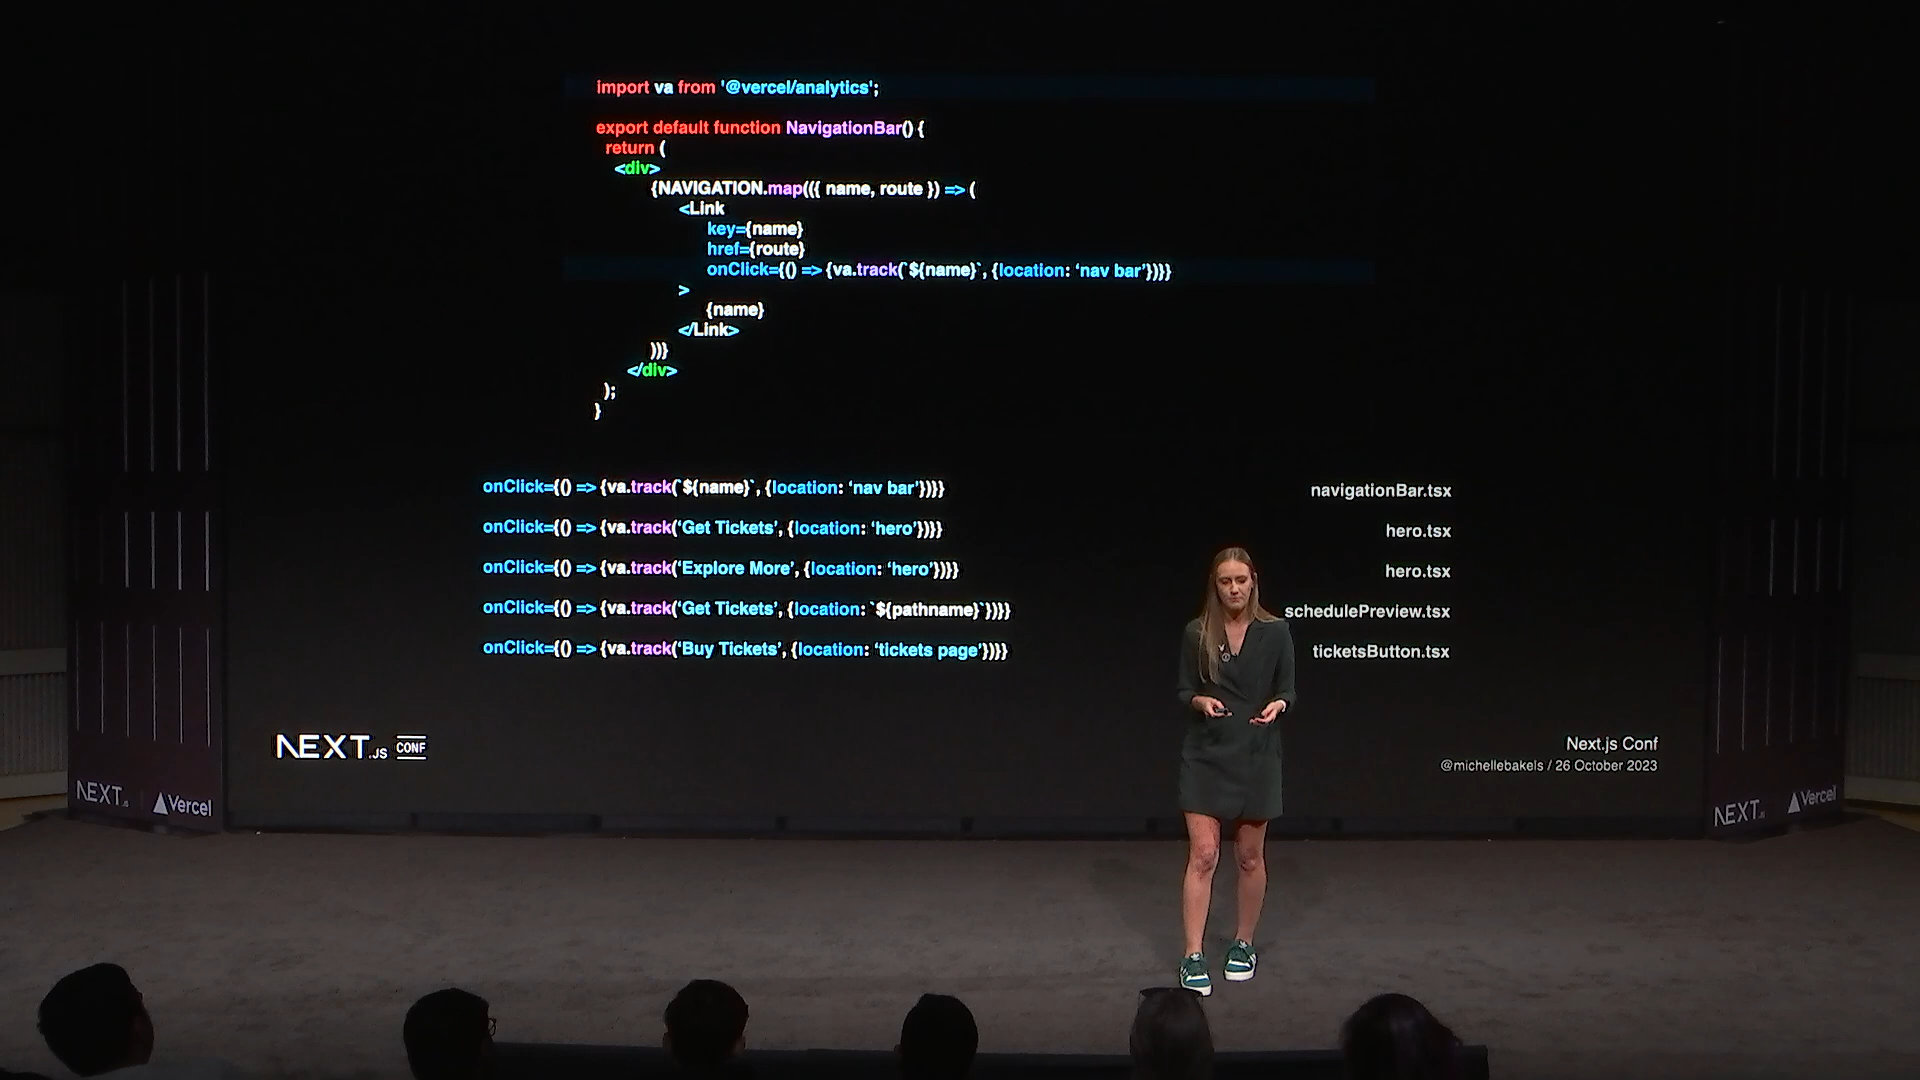 import va from '@vercel/analytics';
export default function NavigationBar() {
return (
<div>
{NAVIGATION.map(({ name, route }) => (
<Link
key={name}
href={route}
onClick={() => {va.track(`${name}`, {location: ‘nav bar’})}}
>
{name}
</Link>
))}
</div>
);
}
onClick={() => {va.track(`${name}`, {location: ‘nav bar’})}} navigationBar.tsx
onClick={() => {va.track(‘Get Tickets’, {location: ‘hero’})}} hero.tsx
onClick={() => {va.track(‘Explore More’, {location: ‘hero’})}} hero.tsx
onClick={() => {va.track(‘Get Tickets’, {location: `${pathname}`})}} schedulePreview.tsx
onClick={() => {va.track(‘Buy Tickets’, {location: ‘tickets page’})}} ticketsButton.tsx
NEXT.JS CONF
Next.js Conf
@michellebakels / 26 October 2023
NEXT.JS Vercel
NEXT.JS Vercel